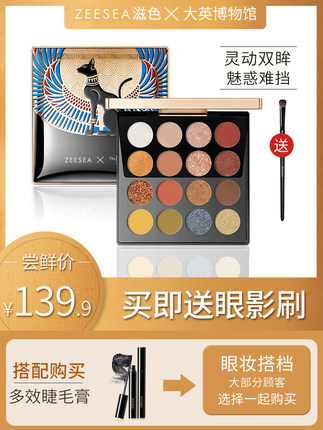 ZEESEA滋色×大英博物馆
灵动双眸
魅惑难挡
送
ZEESEA × The
尝鲜价
¥139.9
买即送眼影刷
搭配购买
多效睫毛膏
眼妆搭档
大部分顾客
选择一起购买